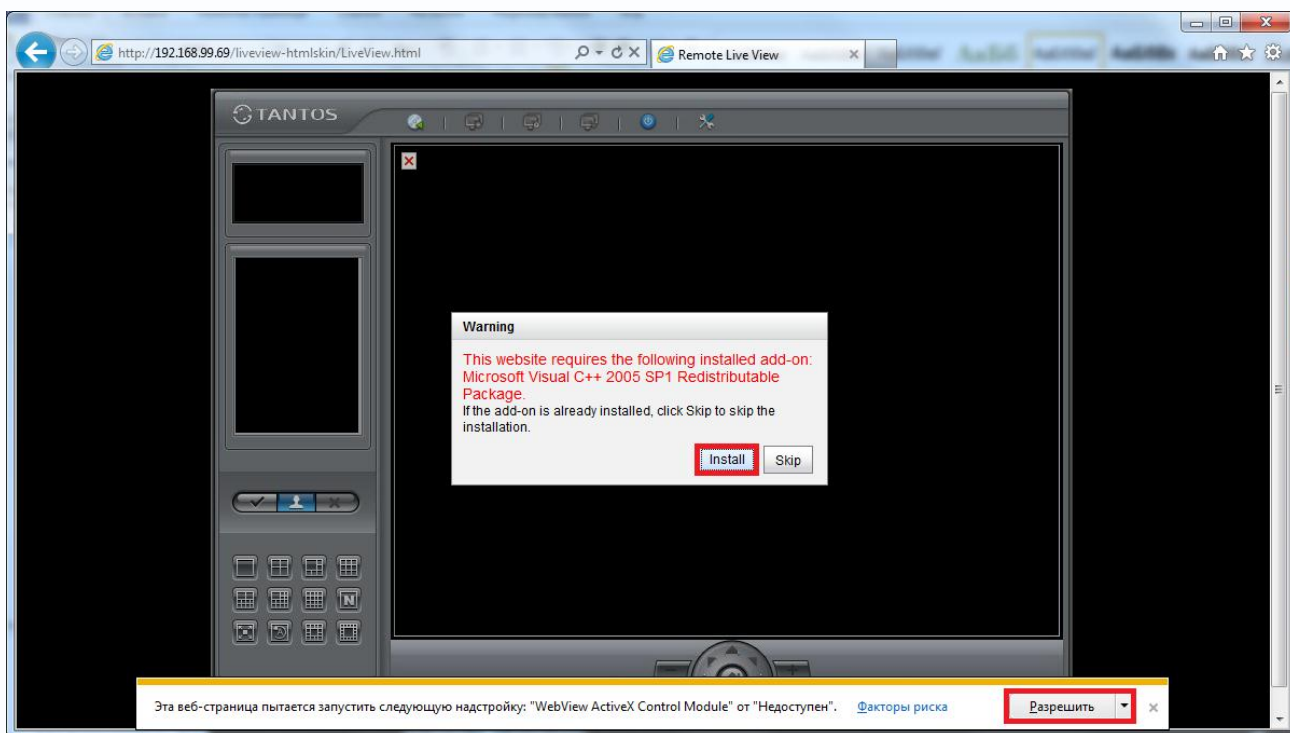 http://192.168.99.69/liveview-htmlskin/LiveView.html
Remote Live View
TANTOS
Warning
This website requires the following installed add-on:
Microsoft Visual C++ 2005 SP1 Redistributable
Package.
If the add-on is already installed, click Skip to skip the
installation.
Install
Skip
N
Эта веб-страница пытается запустить следующую надстройку: "WebView ActiveX Control Module" от "Недоступен".
Факторы риска
Разрешить